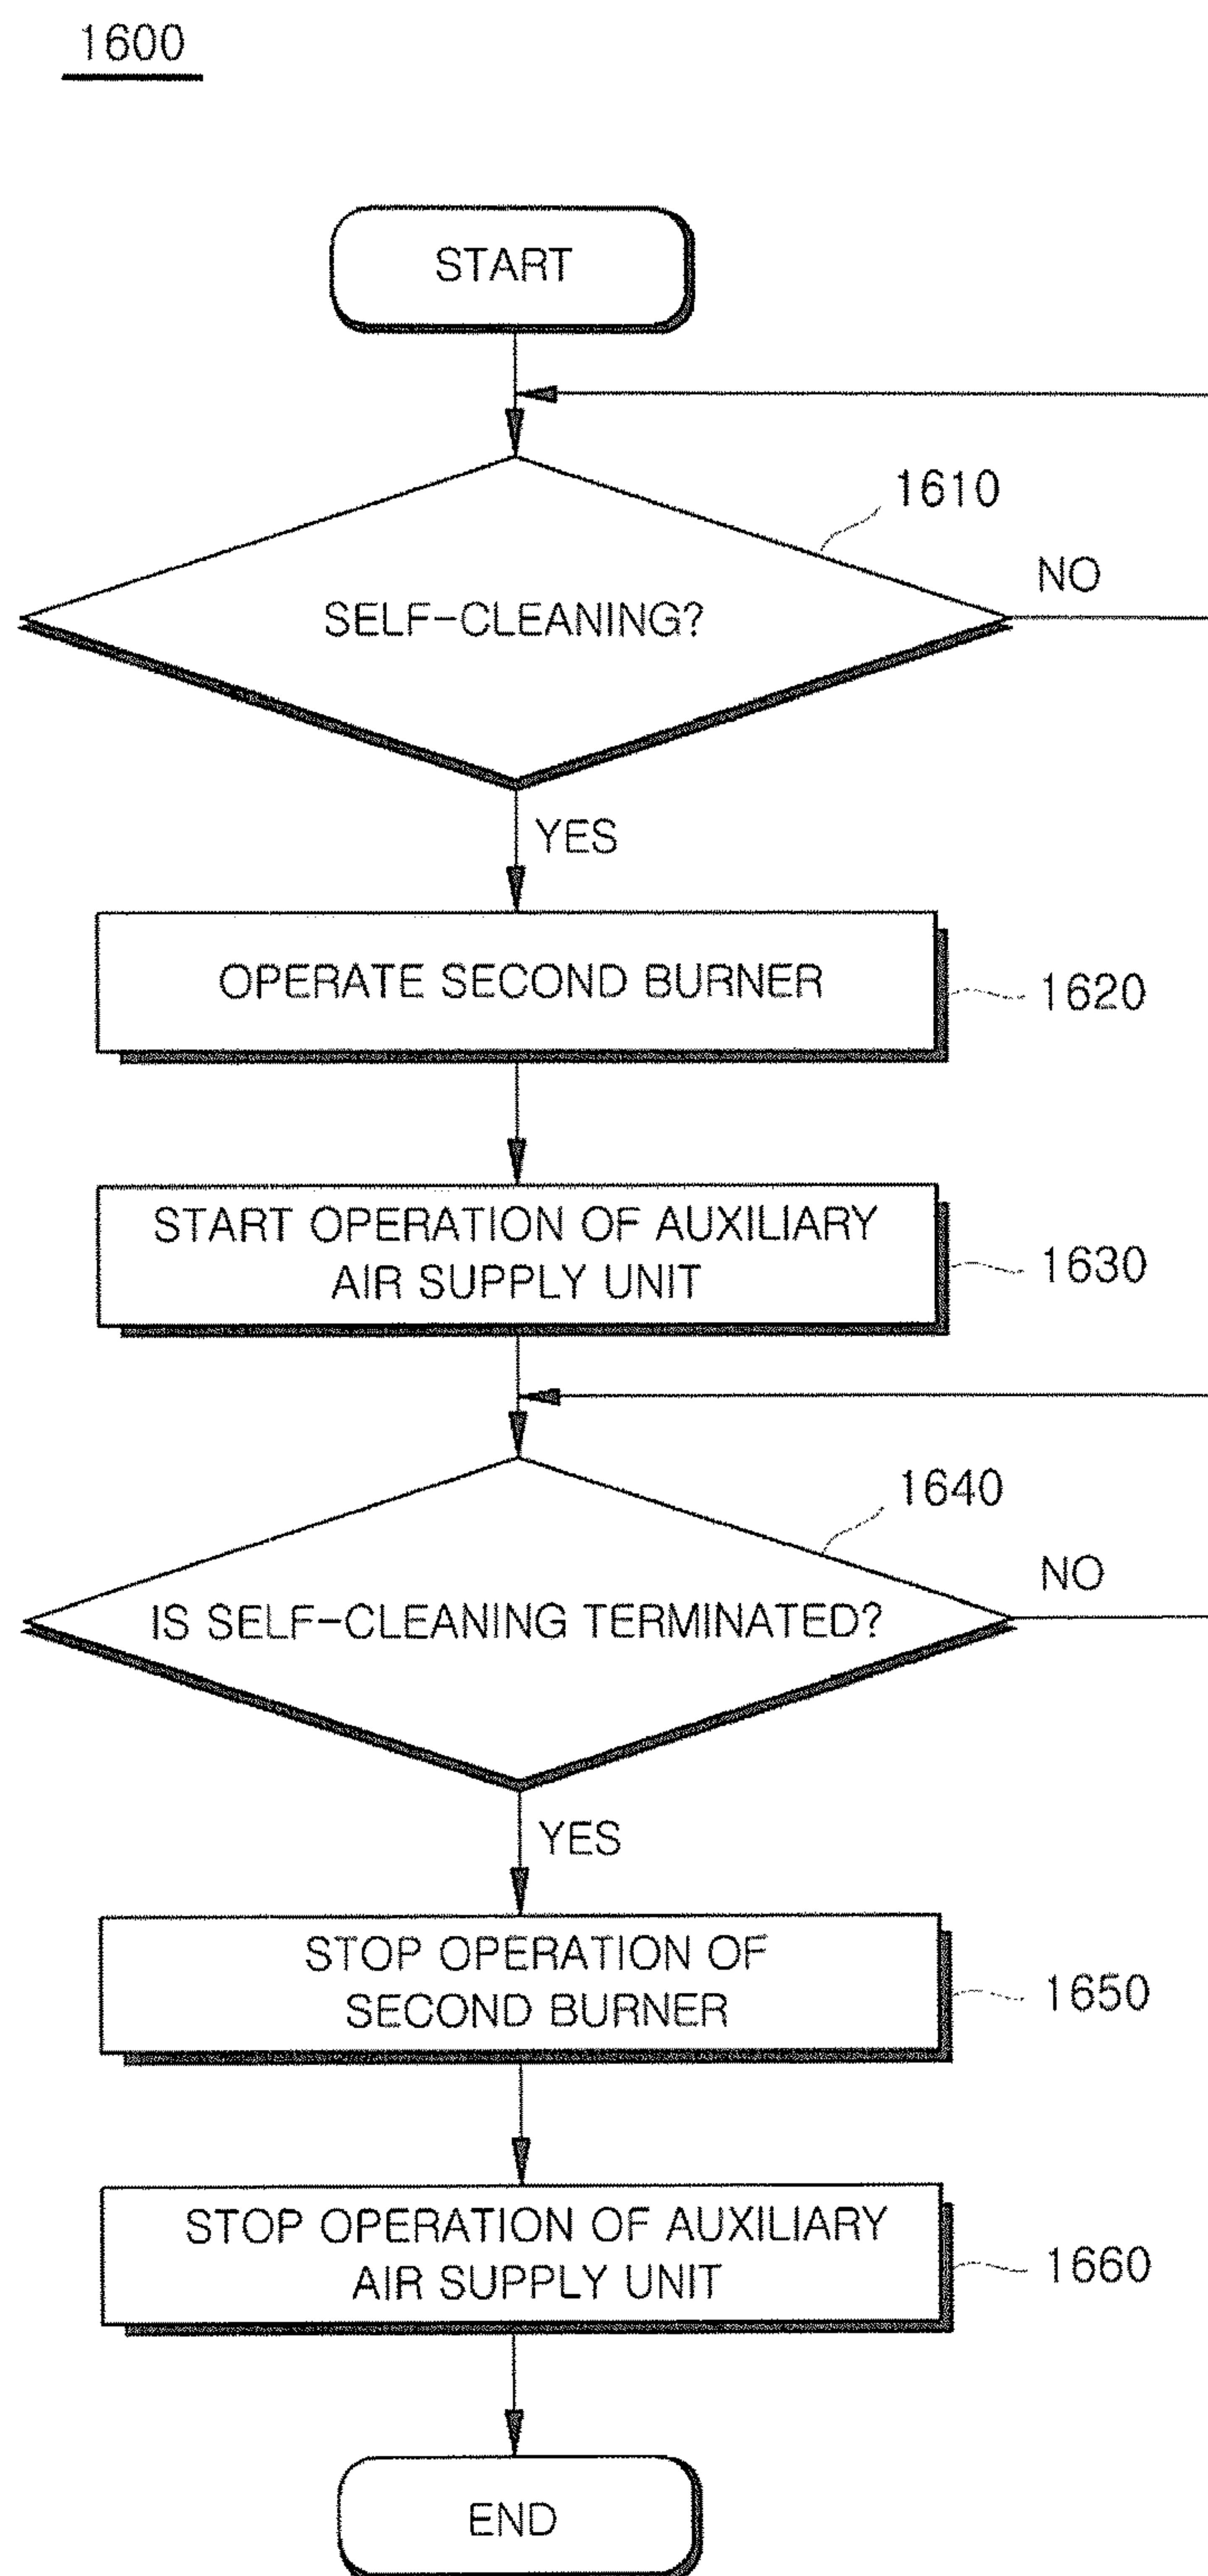 1600
START
1610
NO
SELF-CLEANING?
YES
OPERATE SECOND BURNER
1620
START OPERATION OF AUXILIARY
AIR SUPPLY UNIT
1630
1640
NO
IS SELF-CLEANING TERMINATED?
YES
STOP OPERATION OF
SECOND BURNER
1650
STOP OPERATION OF AUXILIARY
AIR SUPPLY UNIT
1660
END